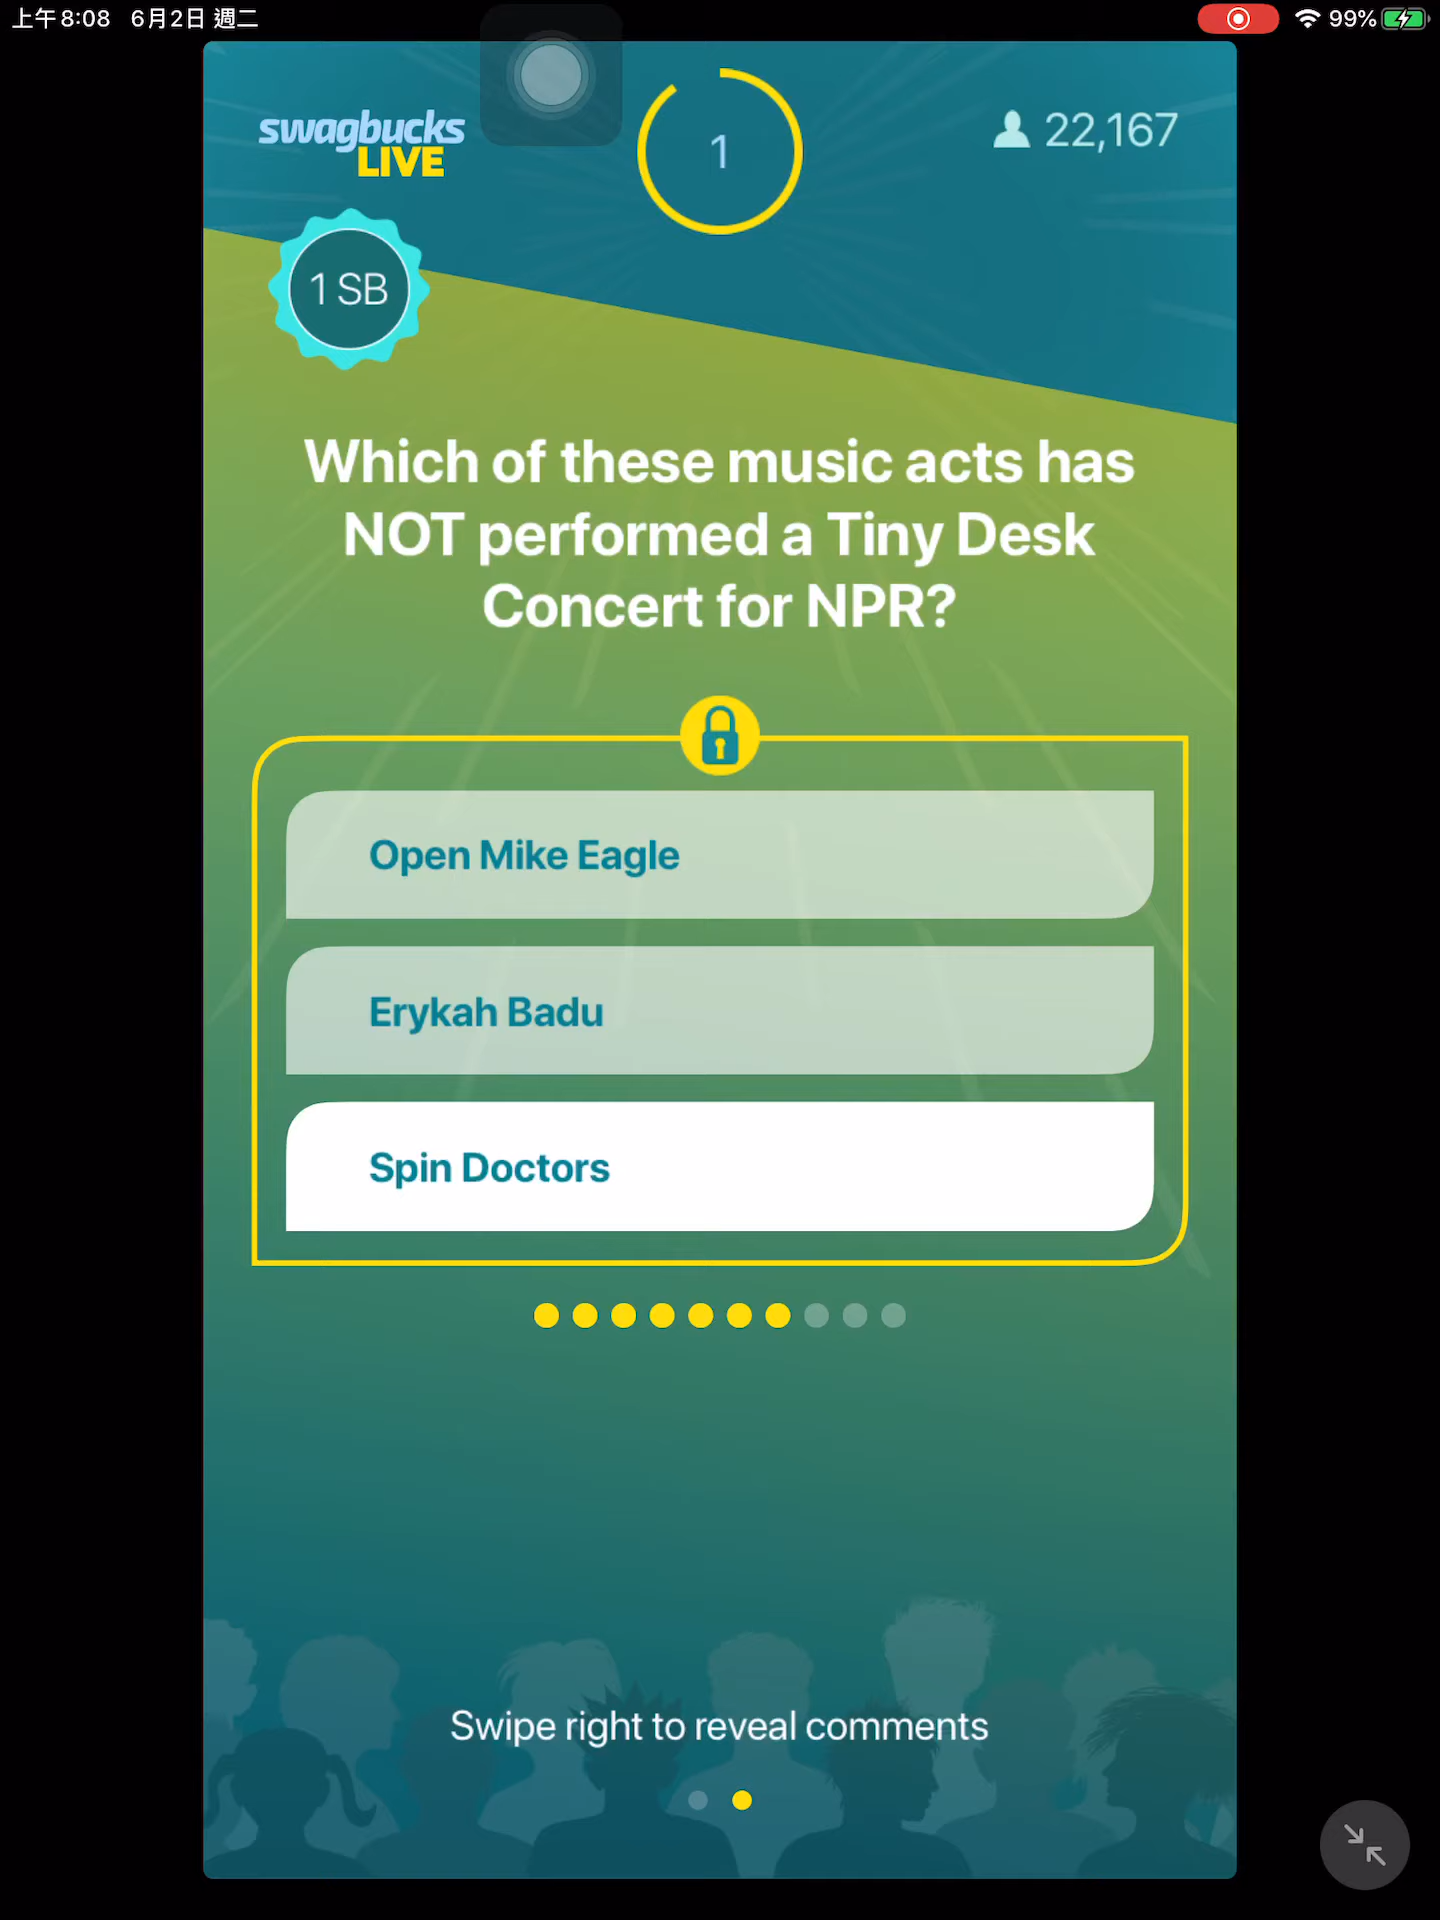 上午8:08 6月2日 週二
99%
swagbucks
LIVE
1
22,167
1 SB
Which of these music acts has
NOT performed a Tiny Desk
Concert for NPR?
Open Mike Eagle
Erykah Badu
Spin Doctors
Swipe right to reveal comments